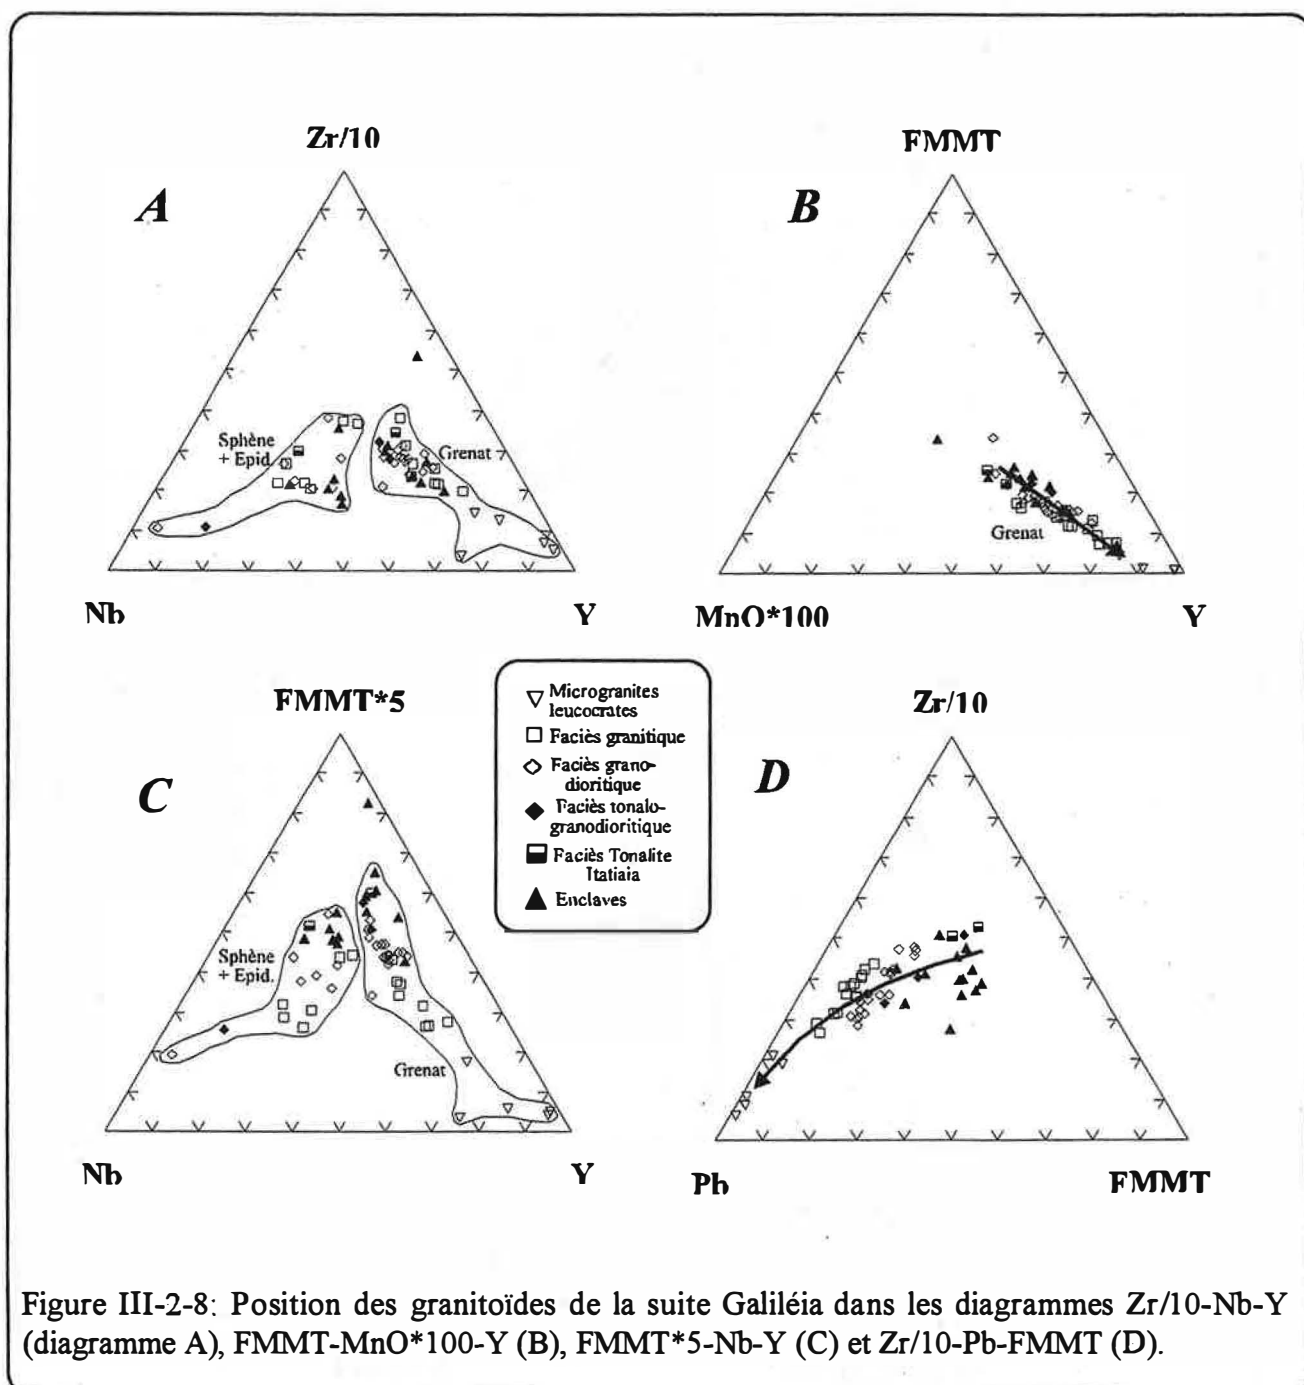 Zr/10
A
Sphène
+ Epid.
Grenat
Nb
Y
FMMT
B
Grenat
MnO*100
Y
FMMT*5
C
Sphène
+ Epid.
Grenat
Nb
Y
Microgranites
leucocrates
Faciès granitique
Faciès grano-
dioritique
Faciès tonalo-
granodioritique
Faciès Tonalite
Itatiaia
Enclaves
Zr/10
D
Pb
FMMT
Figure III-2-8: Position des granitoïdes de la suite Galiléia dans les diagrammes Zr/10-Nb-Y
(diagramme A), FMMT-MnO*100-Y (B), FMMT*5-Nb-Y (C) et Zr/10-Pb-FMMT (D).